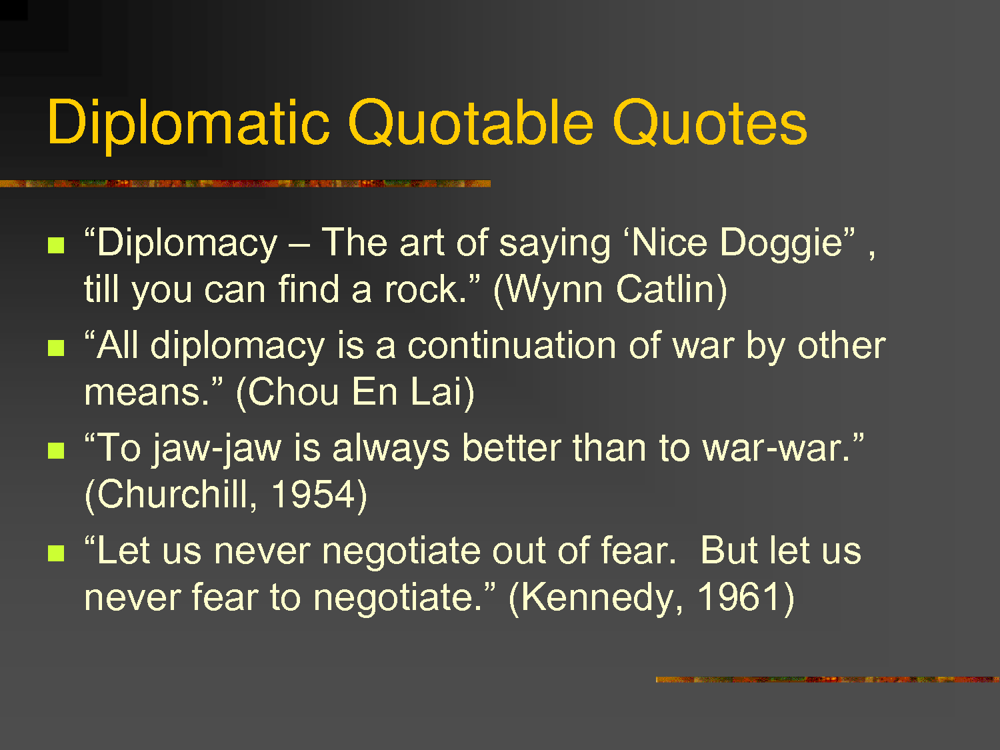 Diplomatic Quotable Quotes
“Diplomacy – The art of saying ‘Nice Doggie” ,
till you can find a rock.” (Wynn Catlin)
“All diplomacy is a continuation of war by other
means.” (Chou En Lai)
“To jaw-jaw is always better than to war-war.”
(Churchill, 1954)
“Let us never negotiate out of fear. But let us
never fear to negotiate.” (Kennedy, 1961)